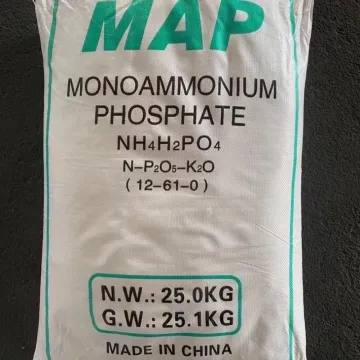 MAP
MONOAMMONIUM
PHOSPHATE
NH₄H₂PO₄
N-P₂O₅-K₂O
(12-61-0)
N.W.: 25.0KG
G.W.: 25.1KG
MADE IN CHINA